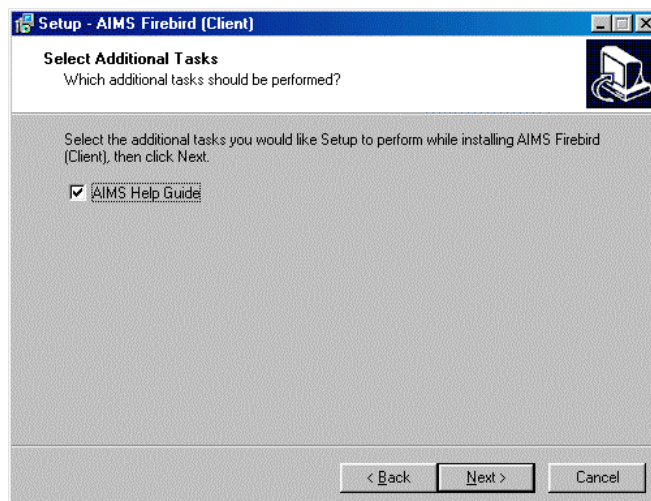 Setup - AIMS Firebird (Client)
Select Additional Tasks
Which additional tasks should be performed?
Select the additional tasks you would like Setup to perform while installing AIMS Firebird
(Client), then click Next.
AIMS Help Guide
< Back
Next >
Cancel